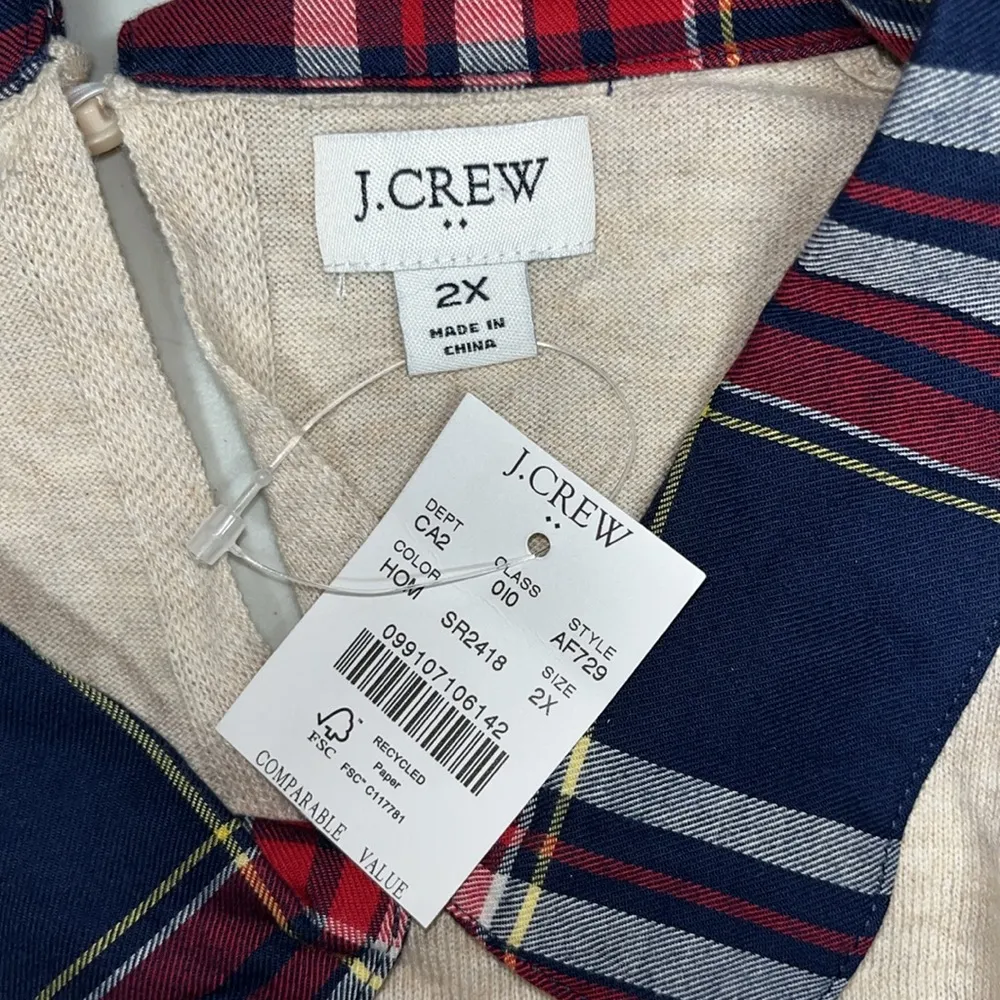 J.CREW
2X
MADE IN
CHINA
J.CREW
DEPT CLASS STYLE
CA2 010 AF729
COLOR SIZE
HOM SR2418 2X
099107106142
FSC
RECYCLED
Paper
FSC™ C117781
COMPARABLE VALUE